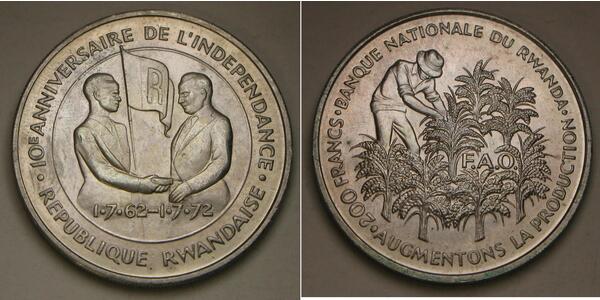 10E ANNIVERSAIRE DE L'INDEPENDANCE ·
R
1·7·62-1·7·72
REPUBLIQUE RWANDAISE ·
200 FRANCS · BANQUE NATIONALE DU RWANDA ·
F.A.O
AUGMENTONS LA PRODUCTION